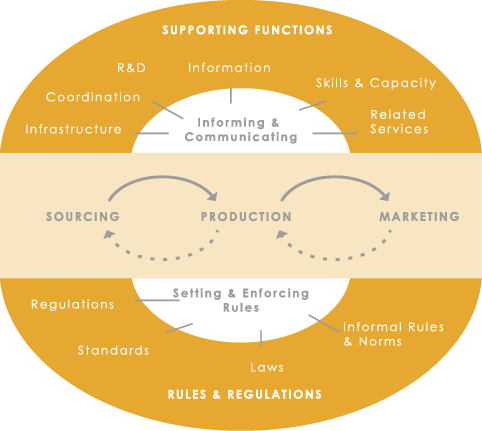 SUPPORTING FUNCTIONS
R&D
Information
Coordination
Skills & Capacity
Infrastructure
Related
Services
Informing &
Communicating
SOURCING
PRODUCTION
MARKETING
Setting & Enforcing
Rules
Regulations
Standards
Laws
Informal Rules
& Norms
RULES & REGULATIONS